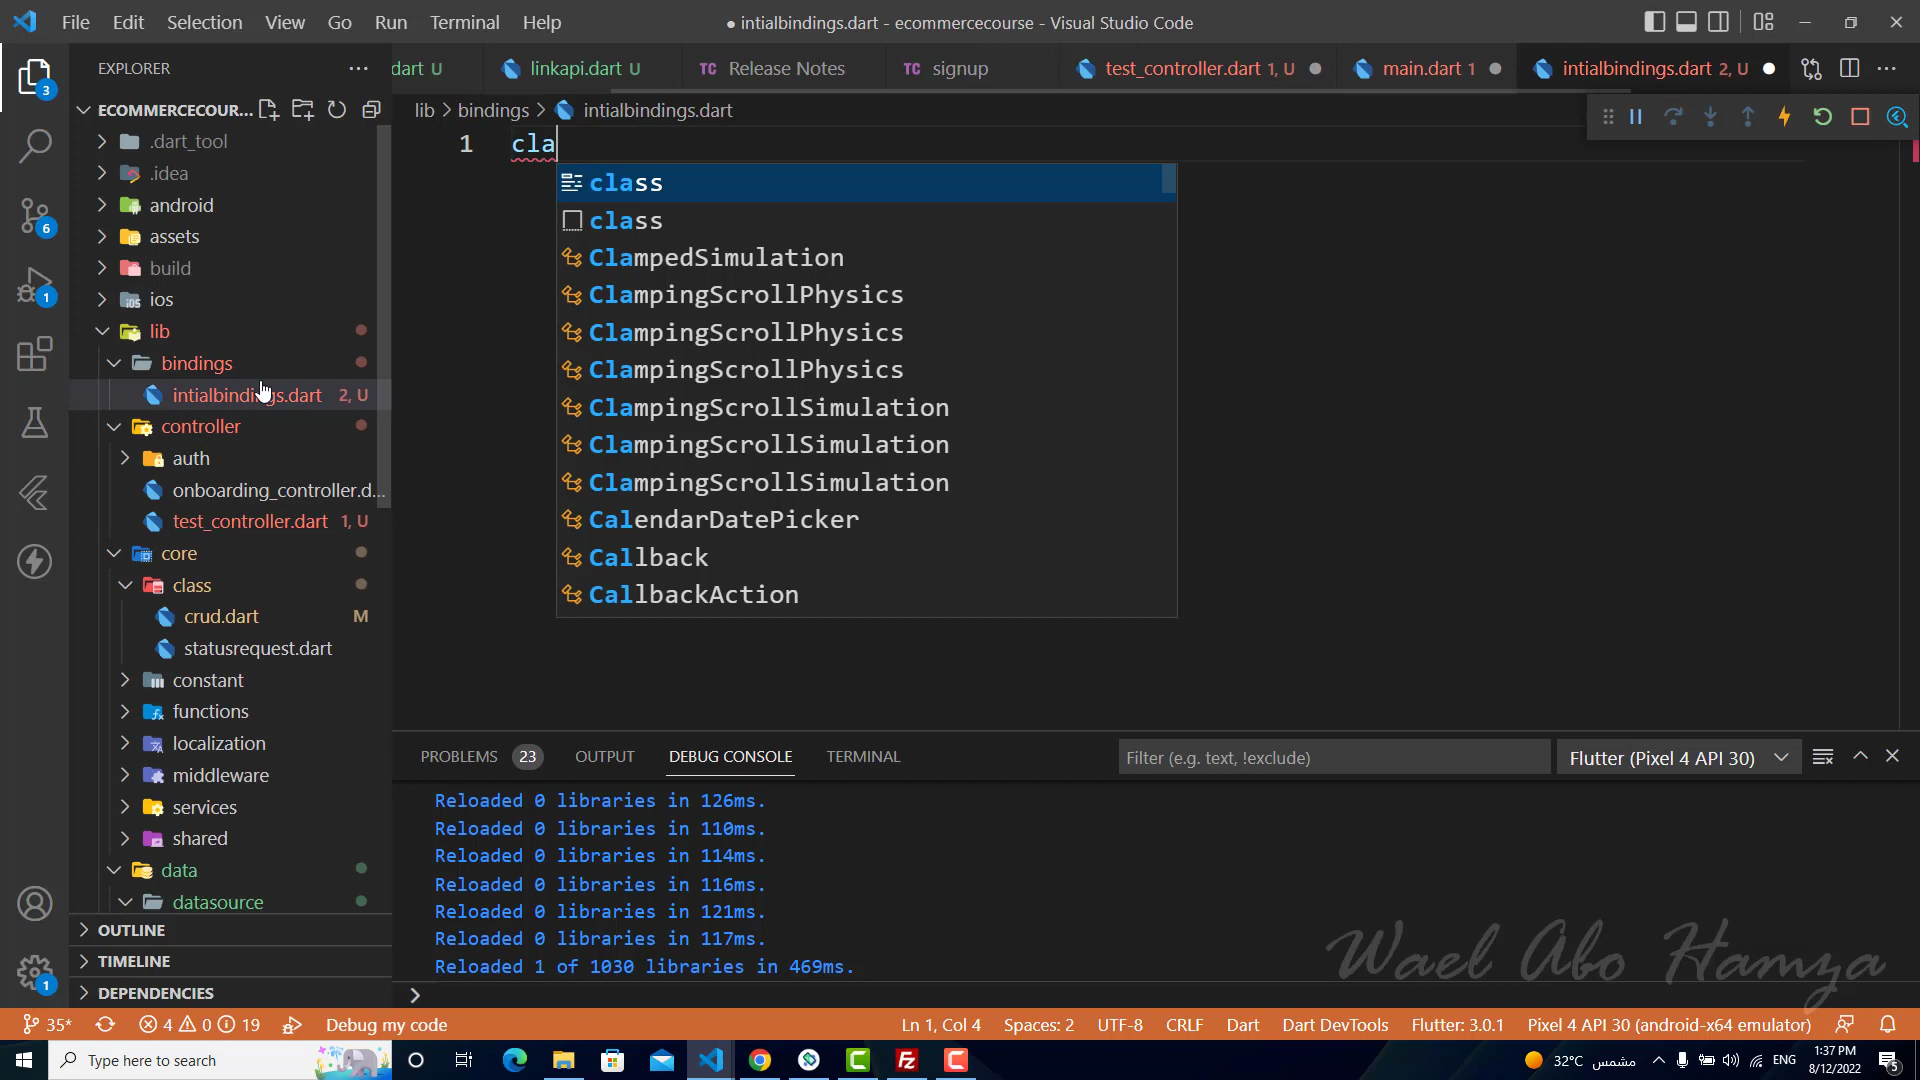 File Edit Selection View Go Run Terminal Help
● intialbindings.dart - ecommercecourse - Visual Studio Code
EXPLORER
dart U
linkapi.dart U
TC Release Notes
TC signup
test_controller.dart 1, U ●
main.dart 1 ●
intialbindings.dart 2, U ●
lib > bindings > intialbindings.dart
ECOMMERCECOUR...
.dart_tool
.idea
android
assets
build
ios
lib
bindings
intialbindings.dart 2, U
controller
auth
onboarding_controller.d...
test_controller.dart 1, U
core
class
crud.dart M
statusrequest.dart
constant
functions
localization
middleware
services
shared
data
datasource
OUTLINE
TIMELINE
DEPENDENCIES
3
6
1
1
1 cla
class
class
ClampedSimulation
ClampingScrollPhysics
ClampingScrollPhysics
ClampingScrollPhysics
ClampingScrollSimulation
ClampingScrollSimulation
ClampingScrollSimulation
CalendarDatePicker
Callback
CallbackAction
PROBLEMS 23 OUTPUT DEBUG CONSOLE TERMINAL
Filter (e.g. text, !exclude)
Flutter (Pixel 4 API 30)
Reloaded 0 libraries in 126ms.
Reloaded 0 libraries in 110ms.
Reloaded 0 libraries in 114ms.
Reloaded 0 libraries in 116ms.
Reloaded 0 libraries in 121ms.
Reloaded 0 libraries in 117ms.
Reloaded 1 of 1030 libraries in 469ms.
>
Wael Abo Hamza
35* 4 0 19 Debug my code
Ln 1, Col 4 Spaces: 2 UTF-8 CRLF Dart Dart DevTools Flutter: 3.0.1 Pixel 4 API 30 (android-x64 emulator)
Type here to search
32°C مشمس
ENG
1:37 PM
8/12/2022
5